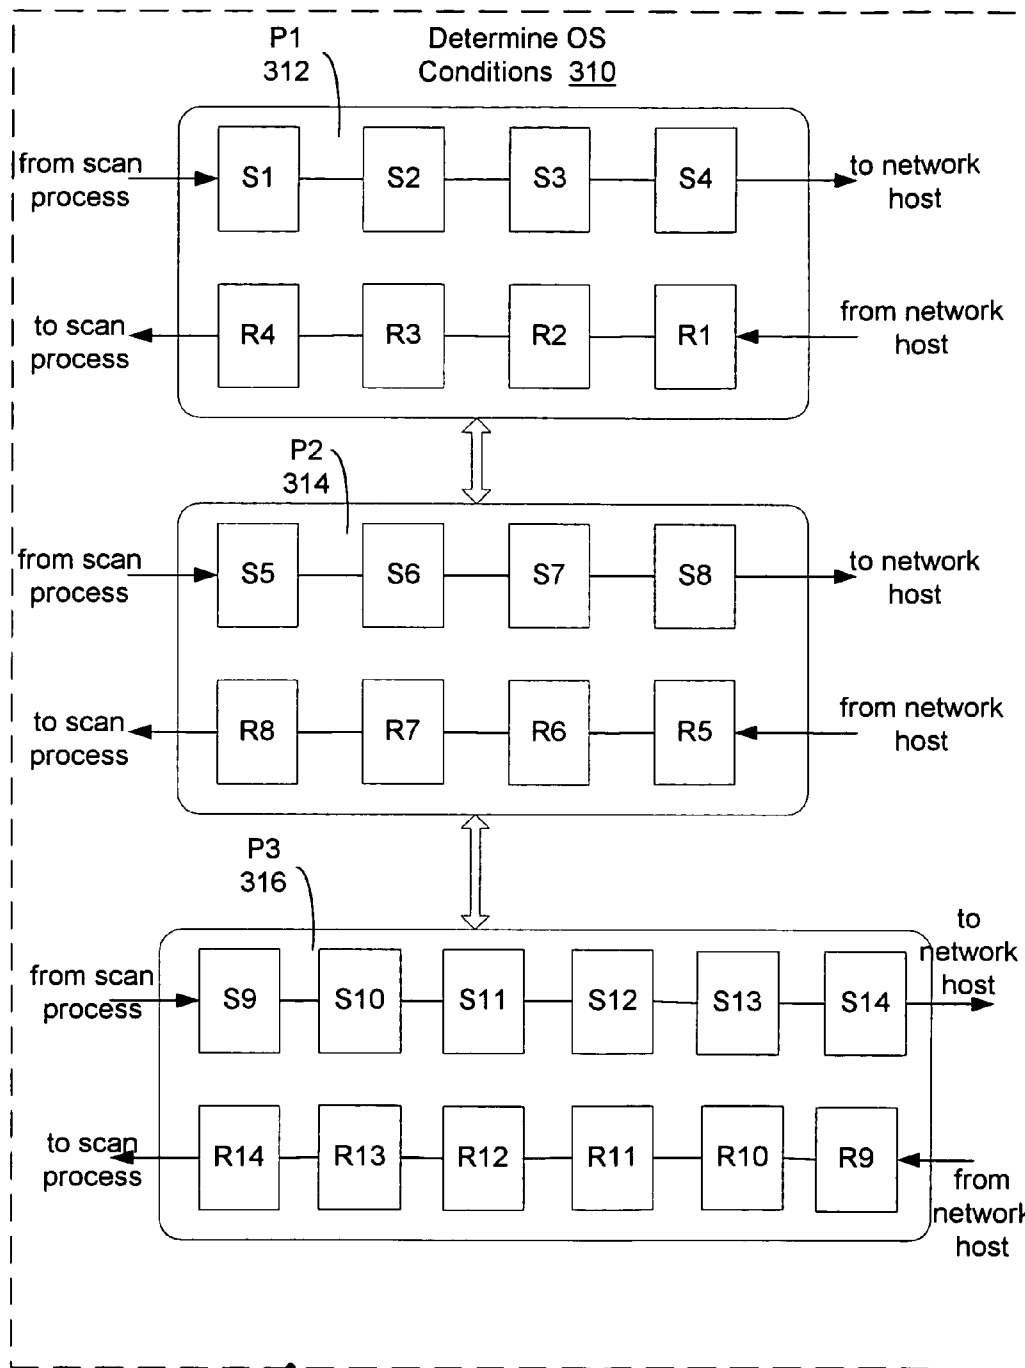 P1
312
Determine OS
Conditions 310
from scan
process
S1
S2
S3
S4
to network
host
to scan
process
R4
R3
R2
R1
from network
host
P2
314
from scan
process
S5
S6
S7
S8
to network
host
to scan
process
R8
R7
R6
R5
from network
host
P3
316
from scan
process
S9
S10
S11
S12
S13
S14
to
network
host
to scan
process
R14
R13
R12
R11
R10
R9
from
network
host